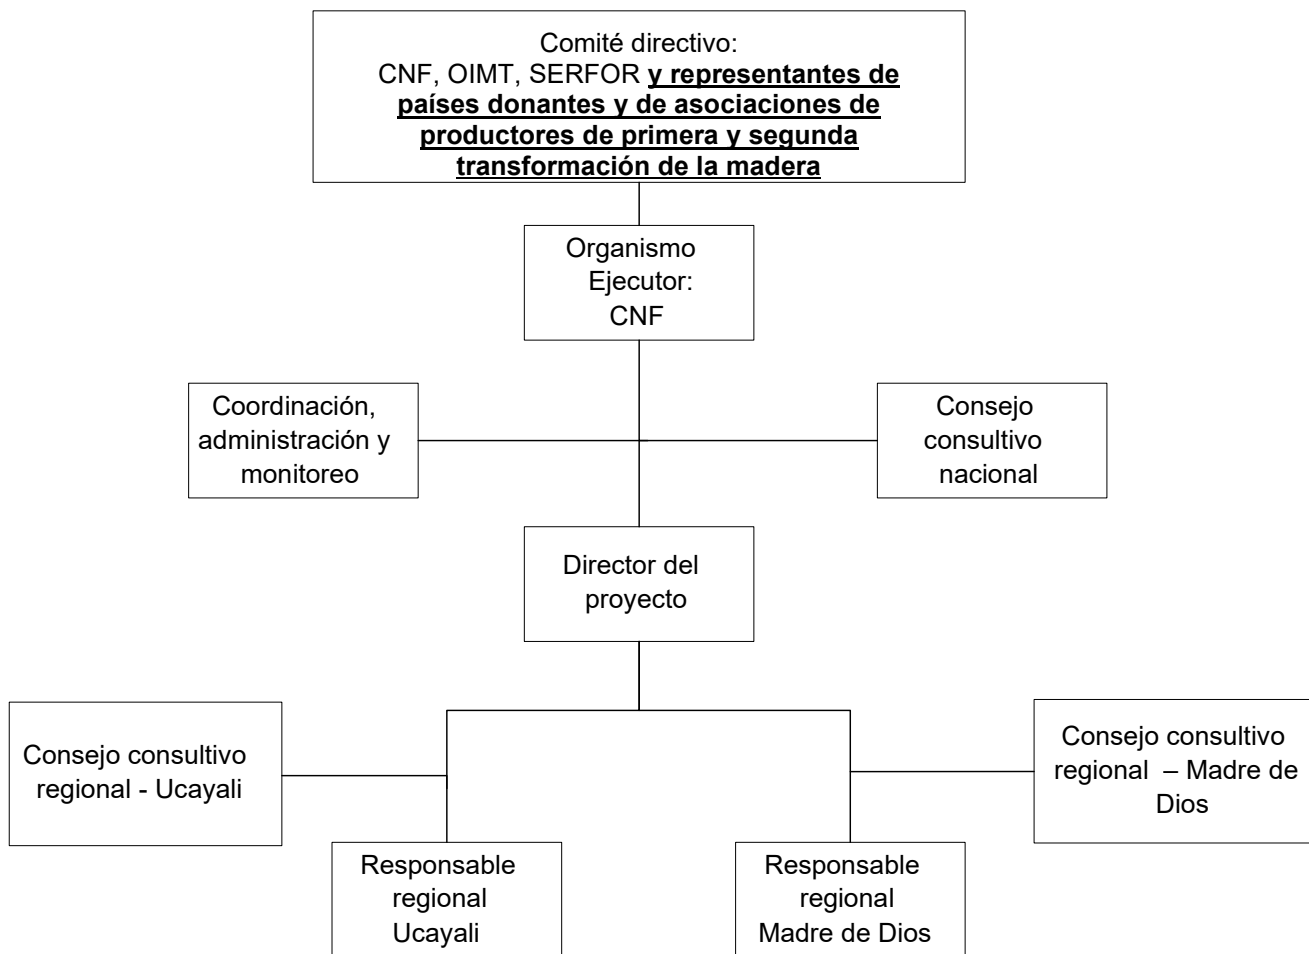 Comité directivo:
CNF, OIMT, SERFOR y representantes de
países donantes y de asociaciones de
productores de primera y segunda
transformación de la madera
Organismo
Ejecutor:
CNF
Coordinación,
administración y
monitoreo
Consejo
consultivo
nacional
Director del
proyecto
Consejo consultivo
regional - Ucayali
Consejo consultivo
regional – Madre de
Dios
Responsable
regional
Ucayali
Responsable
regional
Madre de Dios